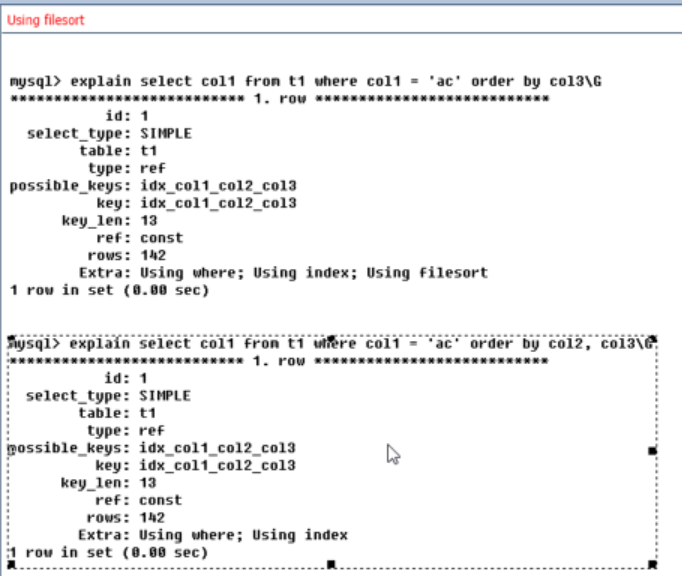 Using filesort
mysql> explain select col1 from t1 where col1 = 'ac' order by col3\G
*************************** 1. row ***************************
id: 1
select_type: SIMPLE
table: t1
type: ref
possible_keys: idx_col1_col2_col3
key: idx_col1_col2_col3
key_len: 13
ref: const
rows: 142
Extra: Using where; Using index; Using filesort
1 row in set (0.00 sec)
mysql> explain select col1 from t1 where col1 = 'ac' order by col2, col3\G
*************************** 1. row ***************************
id: 1
select_type: SIMPLE
table: t1
type: ref
possible_keys: idx_col1_col2_col3
key: idx_col1_col2_col3
key_len: 13
ref: const
rows: 142
Extra: Using where; Using index
1 row in set (0.00 sec)